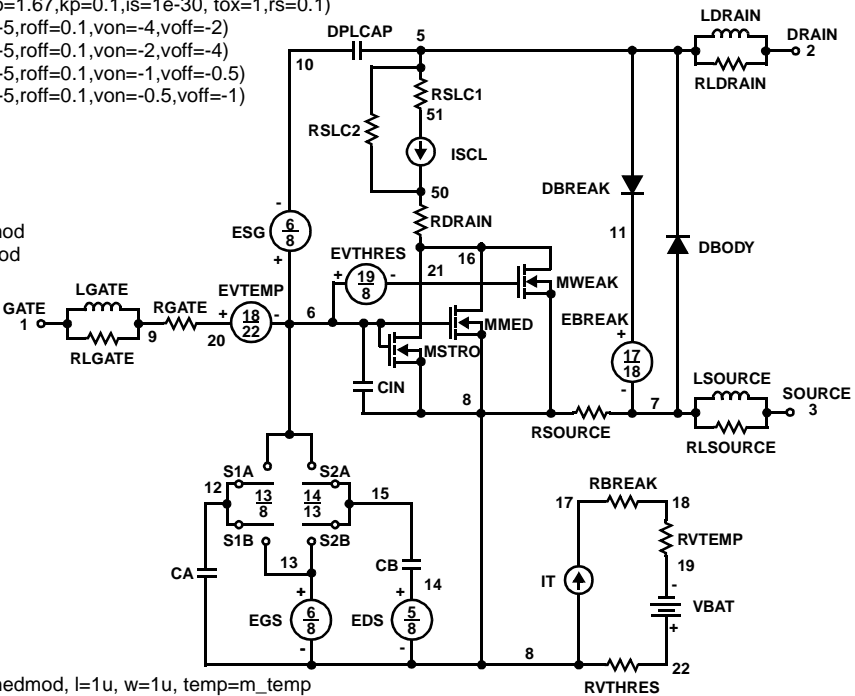 =1.67,kp=0.1,is=1e-30, tox=1,rs=0.1)
-5,roff=0.1,von=-4,voff=-2)
-5,roff=0.1,von=-2,voff=-4)
-5,roff=0.1,von=-1,voff=-0.5)
-5,roff=0.1,von=-0.5,voff=-1)
DPLCAP
5
10
LDRAIN
DRAIN
2
RLDRAIN
RSLC1
51
RSLC2
ISCL
50
RDRAIN
DBREAK
11
DBODY
od
od
ESG
-
6
8
+
EVTHRES
+
19
8
-
21
16
MWEAK
LGATE
GATE
1
RLGATE
9
RGATE
20
EVTEMP
+
18
22
-
6
MMED
MSTRO
CIN
EBREAK
+
17
18
-
8
RSOURCE
7
LSOURCE
SOURCE
3
RLSOURCE
S1A
S2A
12
13
8
14
13
15
S1B
S2B
13
CA
CB
14
EGS
+
6
8
-
EDS
+
5
8
-
RBREAK
17
18
RVTEMP
19
IT
-
VBAT
+
8
22
RVTHRES
medmod, l=1u, w=1u, temp=m_temp